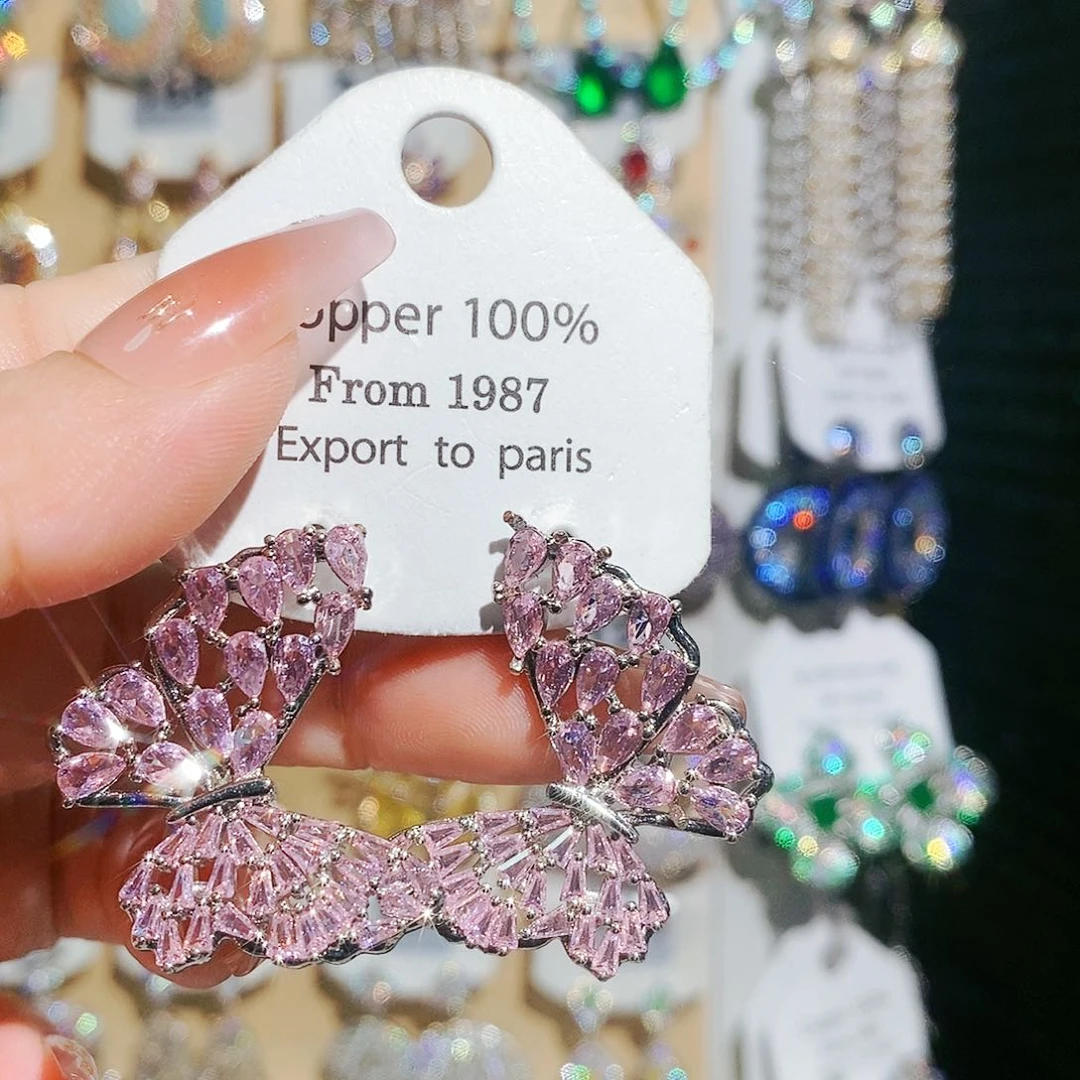 opper 100%
From 1987
Export to paris